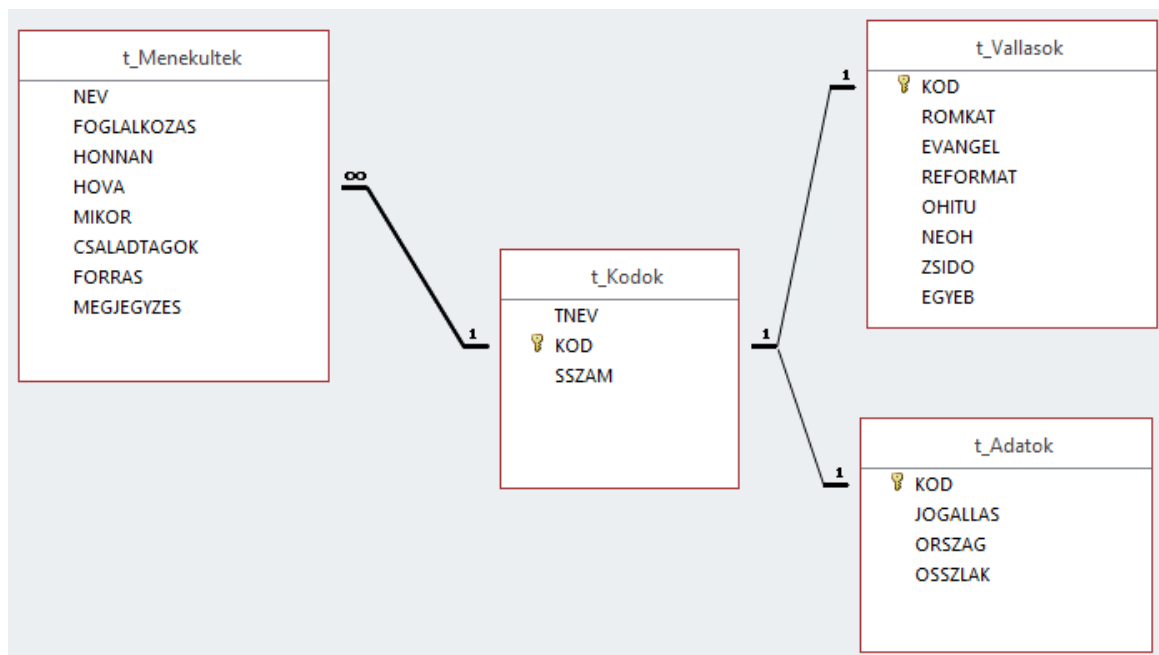 t_Menekultek
NEV
FOGLALKOZAS
HONNAN
HOVA
MIKOR
CSALADTAGOK
FORRAS
MEGJEGYZES
∞
1
t_Kodok
TNEV
KOD
SSZAM
1
1
t_Vallasok
KOD
ROMKAT
EVANGEL
REFORMAT
OHITU
NEOH
ZSIDO
EGYEB
1
t_Adatok
KOD
JOGALLAS
ORSZAG
OSSZLAK